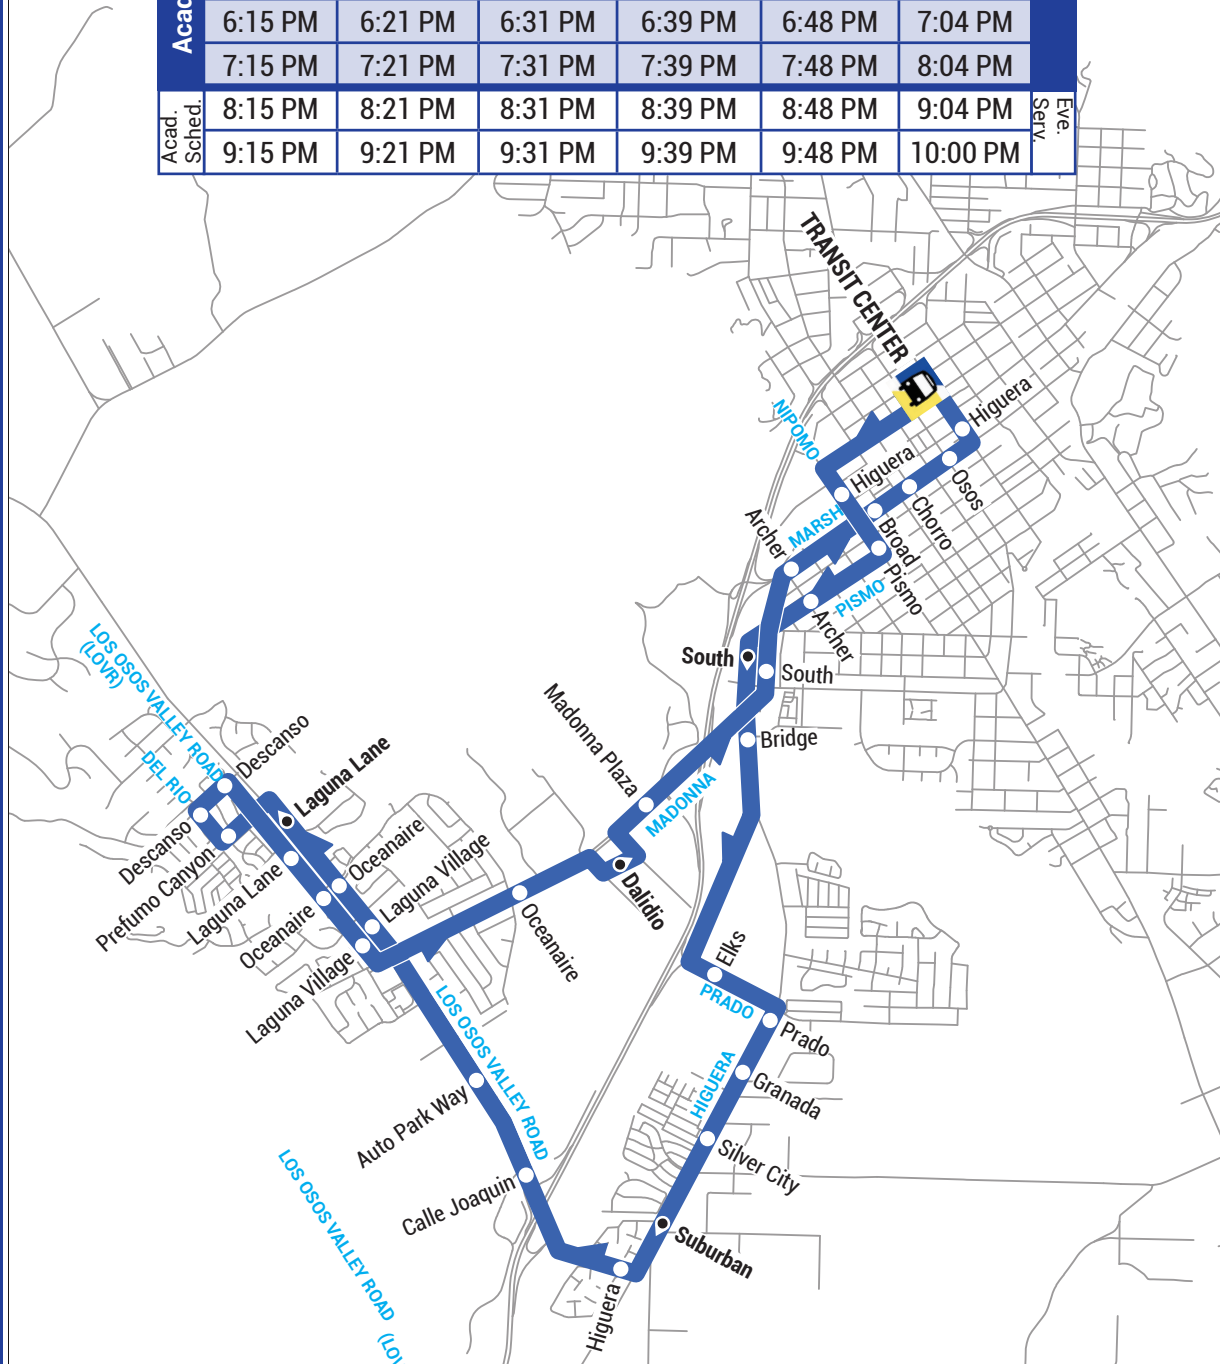 Acad
6:15 PM 6:21 PM 6:31 PM 6:39 PM 6:48 PM 7:04 PM
7:15 PM 7:21 PM 7:31 PM 7:39 PM 7:48 PM 8:04 PM
Acad.
Sched.
8:15 PM 8:21 PM 8:31 PM 8:39 PM 8:48 PM 9:04 PM
9:15 PM 9:21 PM 9:31 PM 9:39 PM 9:48 PM 10:00 PM
Eve.
Serv.
TRANSIT CENTER
Higuera
NIPOMO
Higuera
Osos
Chorro
MARSH
Archer
Broad
Pismo
PISMO
Archer
South
South
Bridge
LOS OSOS VALLEY ROAD
(LOVR)
DEL RIO
Descanso
Laguna Lane
Madonna Plaza
MADONNA
Descanso
Prefumo Canyon
Laguna Lane
Oceanaire
Laguna Village
Oceanaire
Laguna Village
Dalidio
Oceanaire
Elks
PRADO
Prado
LOS OSOS VALLEY ROAD
HIGUERA
Granada
Auto Park Way
Silver City
Calle Joaquin
Suburban
Higuera
LOS OSOS VALLEY ROAD (LOV